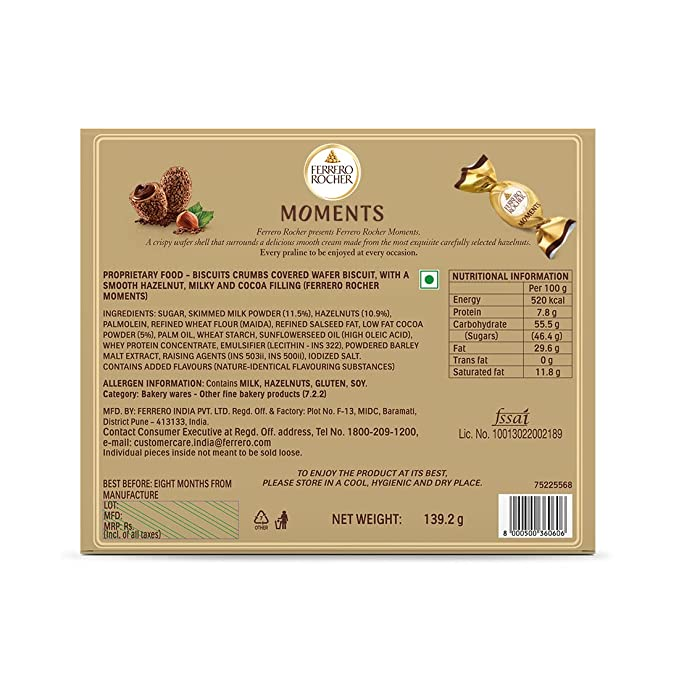 FERRERO
ROCHER
MOMENTS
Ferrero Rocher presents Ferrero Rocher Moments.
A crispy wafer shell that surrounds a delicious smooth cream made from the most exquisite carefully selected hazelnuts.
Every praline to be enjoyed at every occasion.
FERRERO
ROCHER
MOMENTS
PROPRIETARY FOOD – BISCUITS CRUMBS COVERED WAFER BISCUIT, WITH A
SMOOTH HAZELNUT, MILKY AND COCOA FILLING (FERRERO ROCHER
MOMENTS)
INGREDIENTS: SUGAR, SKIMMED MILK POWDER (11.5%), HAZELNUTS (10.9%),
PALMOLEIN, REFINED WHEAT FLOUR (MAIDA), REFINED SALSEED FAT, LOW FAT COCOA
POWDER (5%), PALM OIL, WHEAT STARCH, SUNFLOWERSEED OIL (HIGH OLEIC ACID),
WHEY PROTEIN CONCENTRATE, EMULSIFIER (LECITHIN - INS 322), POWDERED BARLEY
MALT EXTRACT, RAISING AGENTS (INS 503ii, INS 500ii), IODIZED SALT.
CONTAINS ADDED FLAVOURS (NATURE-IDENTICAL FLAVOURING SUBSTANCES)
ALLERGEN INFORMATION: Contains MILK, HAZELNUTS, GLUTEN, SOY.
Category: Bakery wares - Other fine bakery products (7.2.2)
MFD. BY: FERRERO INDIA PVT. LTD. Regd. Off. & Factory: Plot No. F-13, MIDC, Baramati,
District Pune - 413133, India.
Contact Consumer Executive at Regd. Off. address, Tel No. 1800-209-1200,
e-mail: customercare.india@ferrero.com
Individual pieces inside not meant to be sold loose.
NUTRITIONAL INFORMATION
Per 100 g
Energy 520 kcal
Protein 7.8 g
Carbohydrate 55.5 g
(Sugars) (46.4 g)
Fat 29.6 g
Trans fat 0 g
Saturated fat 11.8 g
fssai
Lic. No. 10013022002189
TO ENJOY THE PRODUCT AT ITS BEST,
PLEASE STORE IN A COOL, HYGIENIC AND DRY PLACE.
75225568
BEST BEFORE: EIGHT MONTHS FROM
MANUFACTURE
LOT:
MFD:
MRP: Rs.
(Incl. of all taxes)
7
OTHER
NET WEIGHT: 139.2 g
8 000500 360606